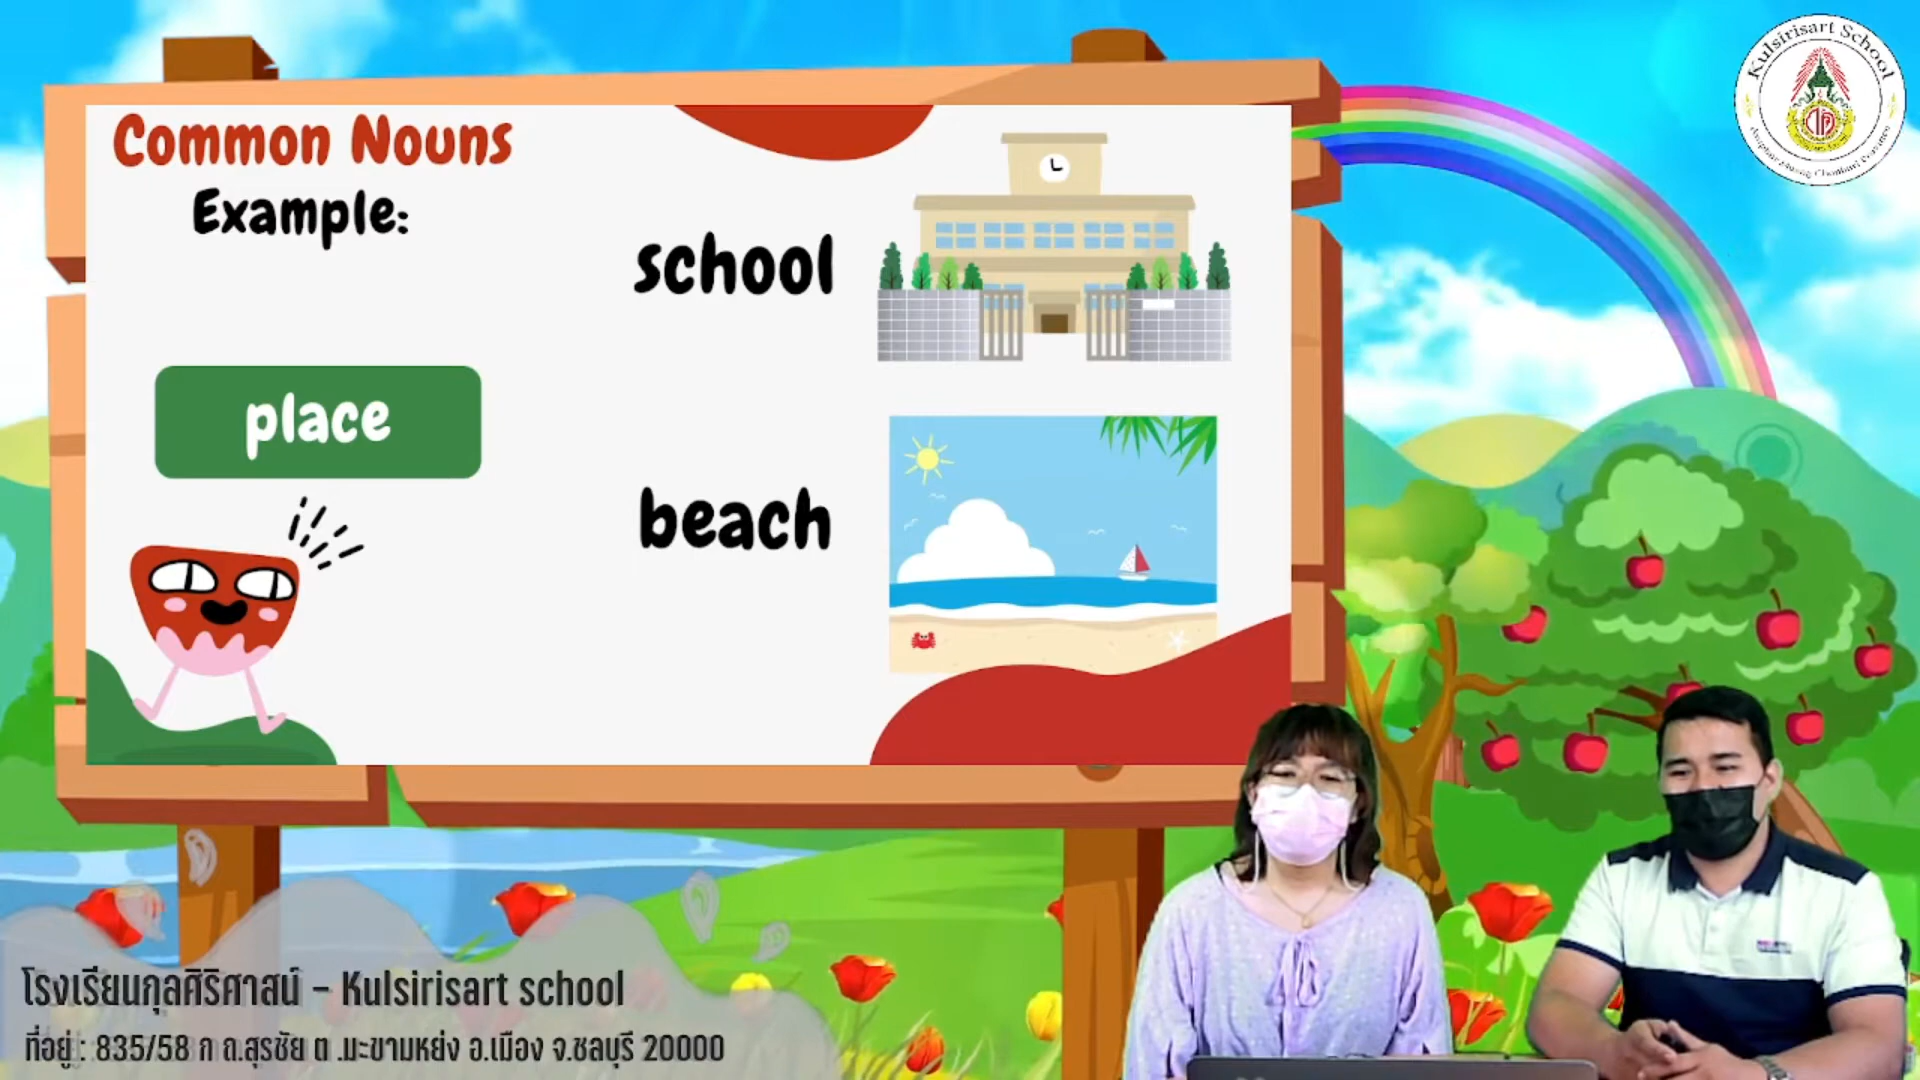 Common Nouns
Example:
school
place
beach
Kulsirisart School
โรงเรียนกุลศิริศาสน์ - Kulsirisart school
ที่อยู่ : 835/58 ก ถ.สุรชัย ต .มะขามหย่ง อ.เมือง จ.ชลบุรี 20000